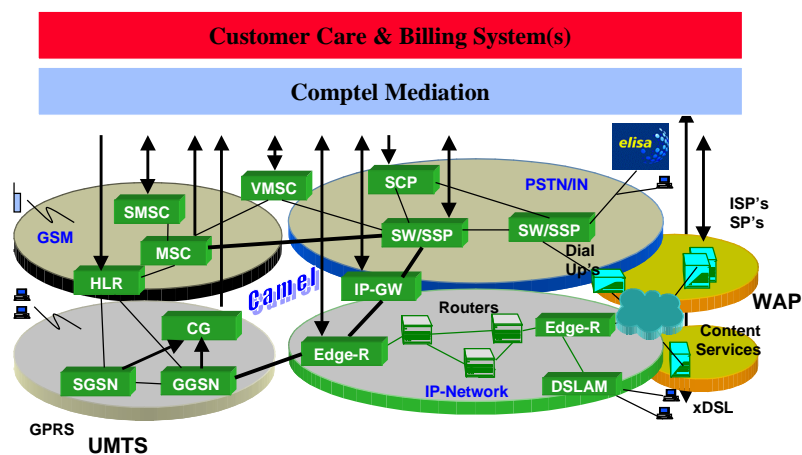 Customer Care & Billing System(s)
Comptel Mediation
elisa
VMSC
SCP
PSTN/IN
ISP's
SP's
SMSC
GSM
SW/SSP
SW/SSP
MSC
Dial
Up's
HLR
Camel
IP-GW
WAP
CG
Routers
Edge-R
Edge-R
Content
Services
SGSN
GGSN
IP-Network
DSLAM
xDSL
GPRS
UMTS